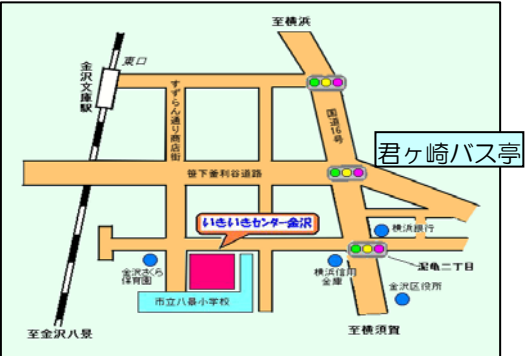 至横浜
東口
金沢文庫駅
すずらん通り商店街
国道16号
君ヶ崎バス亭
笹下釜利谷道路
いきいきセンター金沢
横浜銀行
泥亀二丁目
金沢さくら
保育園
横浜信用
金庫
金沢区役所
市立八景小学校
至金沢八景
至横須賀